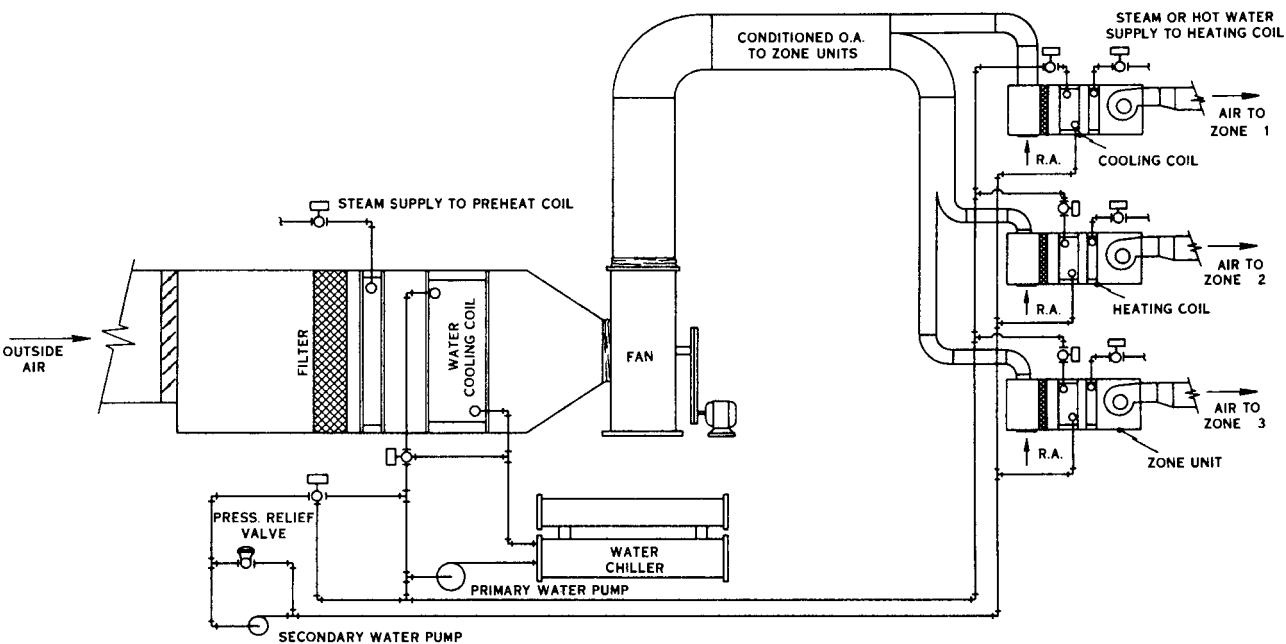 STEAM OR HOT WATER
SUPPLY TO HEATING COIL
CONDITIONED O.A.
TO ZONE UNITS
AIR TO
ZONE 1
R.A.
COOLING COIL
STEAM SUPPLY TO PREHEAT COIL
AIR TO
ZONE 2
R.A.
HEATING COIL
OUTSIDE
AIR
FILTER
WATER
COOLING COIL
FAN
AIR TO
ZONE 3
R.A.
ZONE UNIT
PRESS. RELIEF
VALVE
WATER
CHILLER
PRIMARY WATER PUMP
SECONDARY WATER PUMP